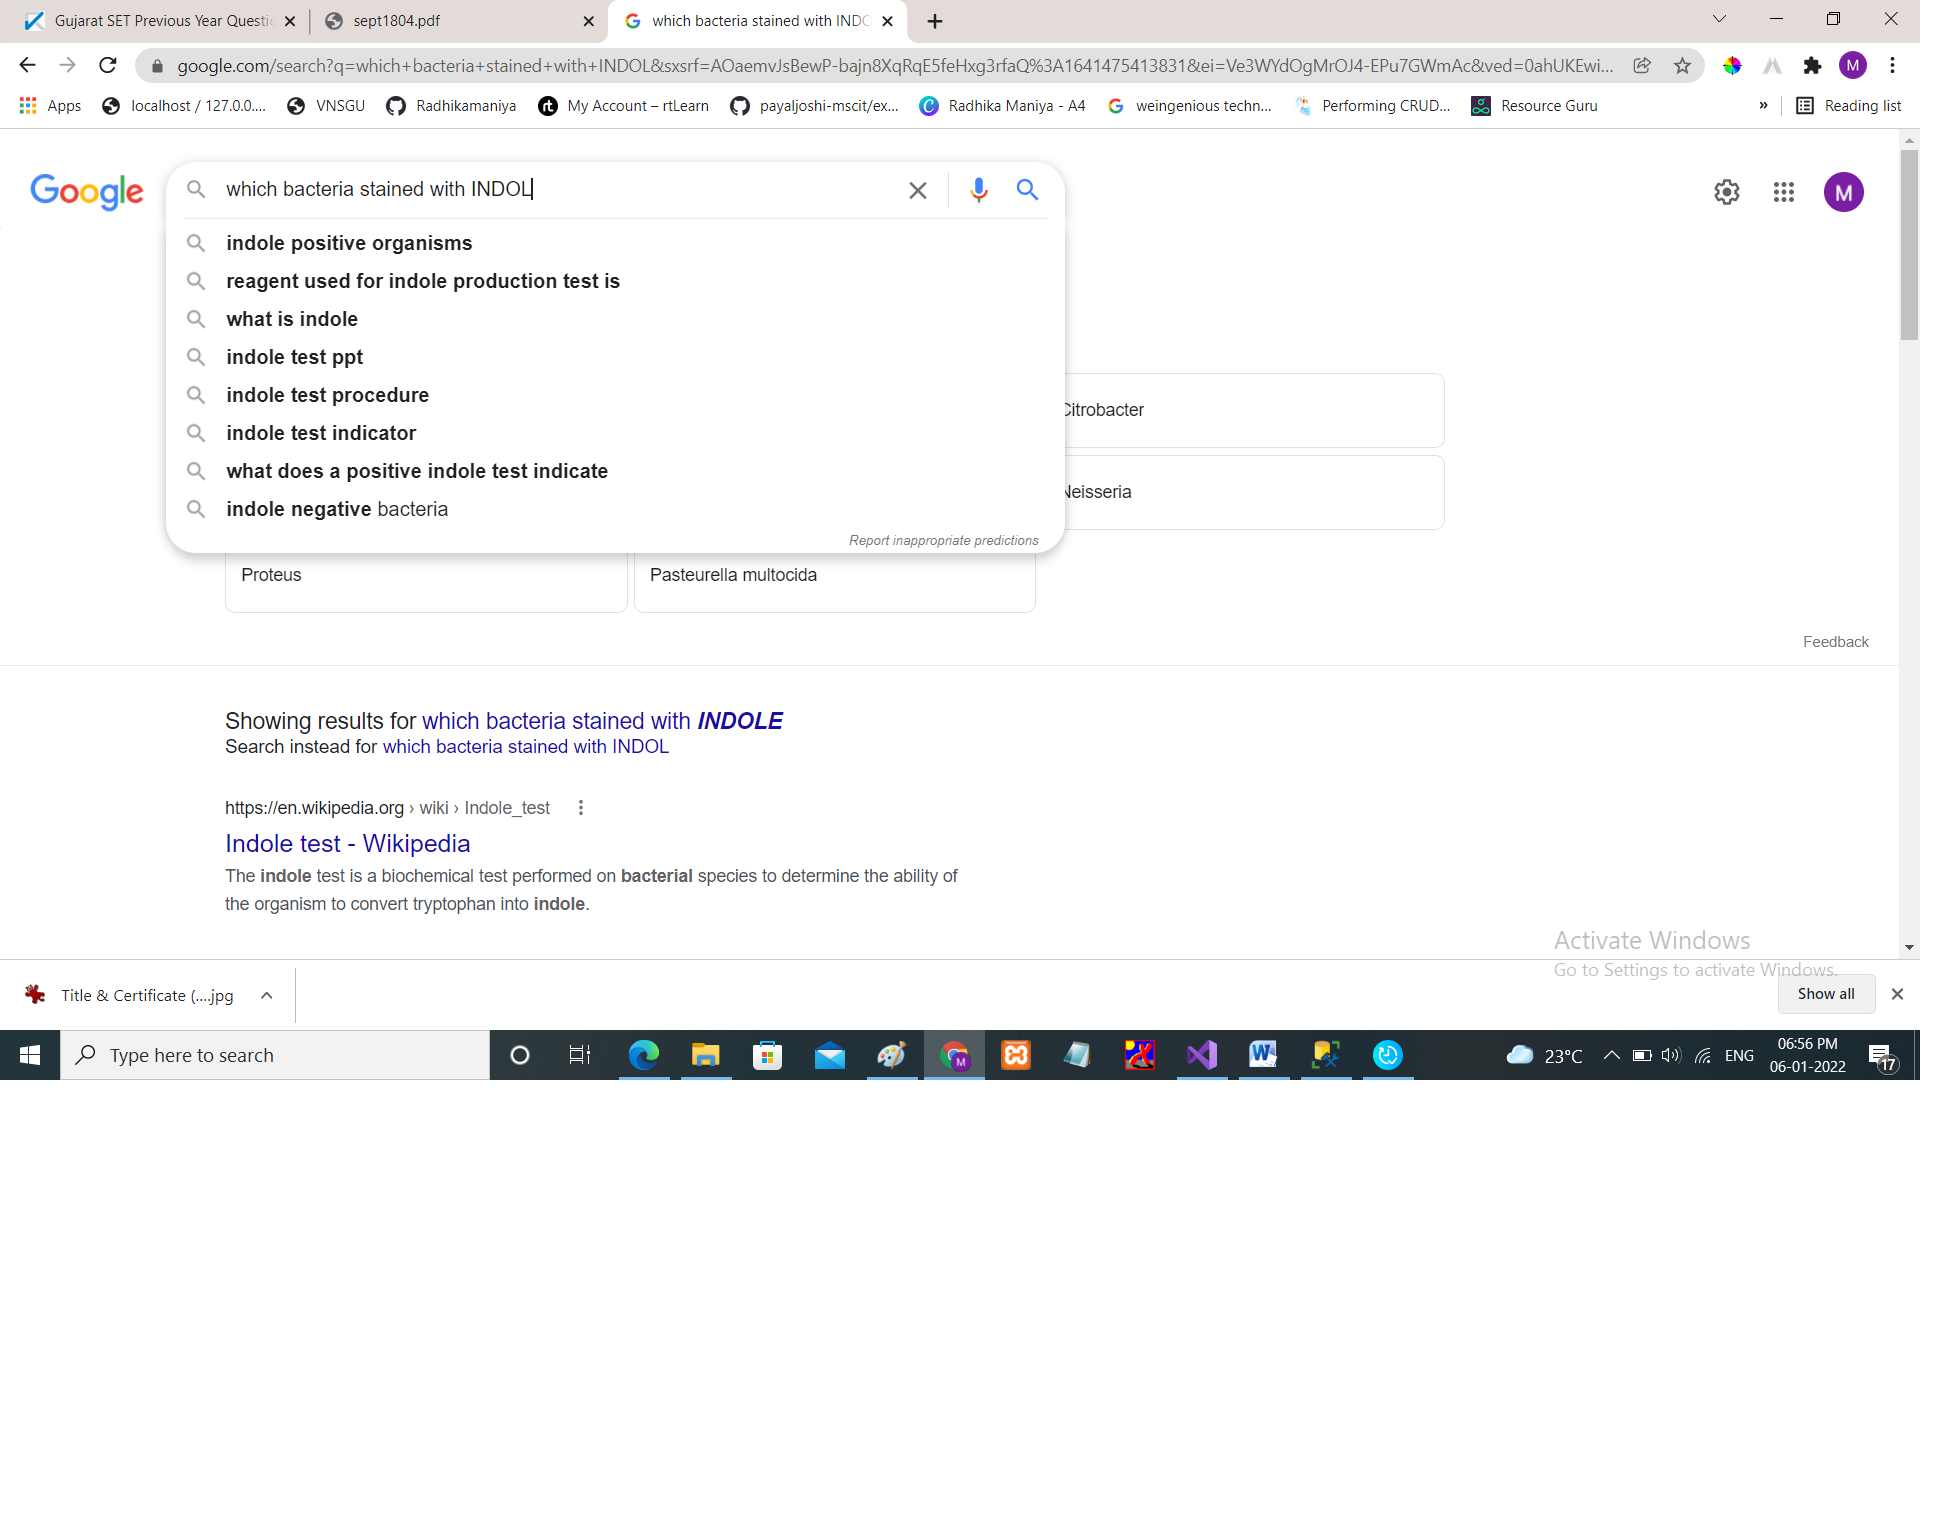 Gujarat SET Previous Year Questi
sept1804.pdf
which bacteria stained with INDO
google.com/search?q=which+bacteria+stained+with+INDOL&sxsrf=AOaemvJsBewP-bajn8XqRqE5feHxg3rfaQ%3A1641475413831&ei=Ve3WYdOgMrOJ4-EPu7GWmAc&ved=0ahUKEwi...
M
Apps
localhost / 127.0.0....
VNSGU
Radhikamaniya
My Account – rtLearn
payaljoshi-mscit/ex...
Radhika Maniya - A4
weingenious techn...
Performing CRUD...
Resource Guru
»
Reading list
Google
which bacteria stained with INDOL
M
indole positive organisms
reagent used for indole production test is
what is indole
indole test ppt
indole test procedure
indole test indicator
what does a positive indole test indicate
indole negative bacteria
Report inappropriate predictions
Citrobacter
Neisseria
Proteus
Pasteurella multocida
Feedback
Showing results for which bacteria stained with INDOLE
Search instead for which bacteria stained with INDOL
https://en.wikipedia.org › wiki › Indole_test
Indole test - Wikipedia
The indole test is a biochemical test performed on bacterial species to determine the ability of
the organism to convert tryptophan into indole.
Activate Windows
Go to Settings to activate Windows.
Title & Certificate (....jpg
Show all
Type here to search
23°C
ENG
06:56 PM
06-01-2022
17